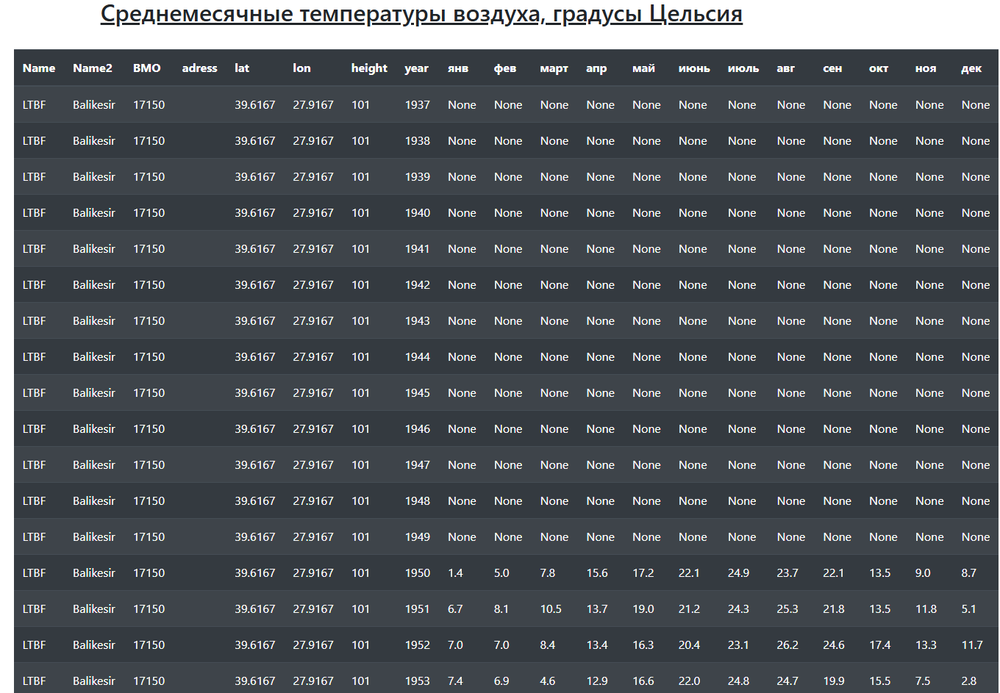 Среднемесячные температуры воздуха, градусы Цельсия
Name Name2 ВМО adress lat lon height year янв фев март апр май июнь июль авг сен окт ноя дек
LTBF Balikesir 17150 39.6167 27.9167 101 1937 None None None None None None None None None None None None
LTBF Balikesir 17150 39.6167 27.9167 101 1938 None None None None None None None None None None None None
LTBF Balikesir 17150 39.6167 27.9167 101 1939 None None None None None None None None None None None None
LTBF Balikesir 17150 39.6167 27.9167 101 1940 None None None None None None None None None None None None
LTBF Balikesir 17150 39.6167 27.9167 101 1941 None None None None None None None None None None None None
LTBF Balikesir 17150 39.6167 27.9167 101 1942 None None None None None None None None None None None None
LTBF Balikesir 17150 39.6167 27.9167 101 1943 None None None None None None None None None None None None
LTBF Balikesir 17150 39.6167 27.9167 101 1944 None None None None None None None None None None None None
LTBF Balikesir 17150 39.6167 27.9167 101 1945 None None None None None None None None None None None None
LTBF Balikesir 17150 39.6167 27.9167 101 1946 None None None None None None None None None None None None
LTBF Balikesir 17150 39.6167 27.9167 101 1947 None None None None None None None None None None None None
LTBF Balikesir 17150 39.6167 27.9167 101 1948 None None None None None None None None None None None None
LTBF Balikesir 17150 39.6167 27.9167 101 1949 None None None None None None None None None None None None
LTBF Balikesir 17150 39.6167 27.9167 101 1950 1.4 5.0 7.8 15.6 17.2 22.1 24.9 23.7 22.1 13.5 9.0 8.7
LTBF Balikesir 17150 39.6167 27.9167 101 1951 6.7 8.1 10.5 13.7 19.0 21.2 24.3 25.3 21.8 13.5 11.8 5.1
LTBF Balikesir 17150 39.6167 27.9167 101 1952 7.0 7.0 8.4 13.4 16.3 20.4 23.1 26.2 24.6 17.4 13.3 11.7
LTBF Balikesir 17150 39.6167 27.9167 101 1953 7.4 6.9 4.6 12.9 16.6 22.0 24.8 24.7 19.9 15.5 7.5 2.8